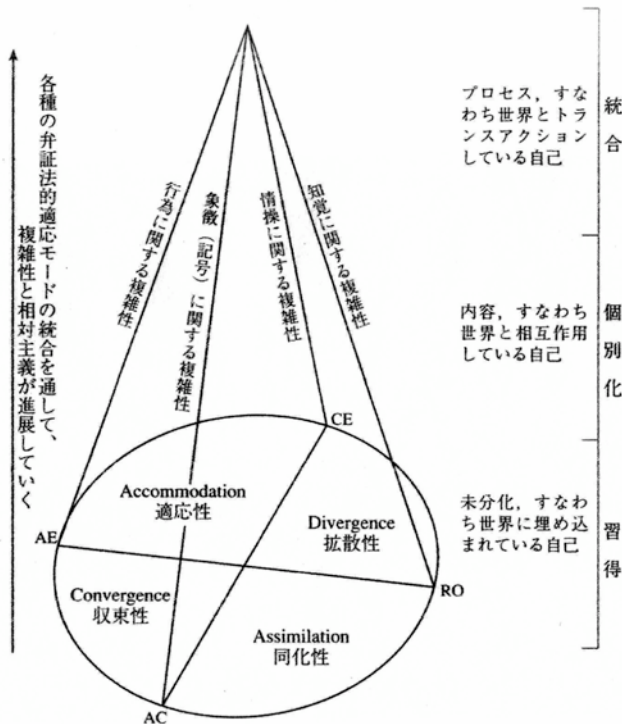 各種の弁証法的適応モードの統合を通して、
複雑性と相対主義が進展していく
行為に関する複雑性
象徴（記号）に関する複雑性
情操に関する複雑性
知覚に関する複雑性
プロセス，すな
わち世界とトラ
ンスアクション
している自己
統合
内容，すなわち
世界と相互作用
している自己
個別化
未分化，すなわ
ち世界に埋め込
まれている自己
習得
CE
Accommodation
適応性
Divergence
拡散性
AE
RO
Convergence
収束性
Assimilation
同化性
AC